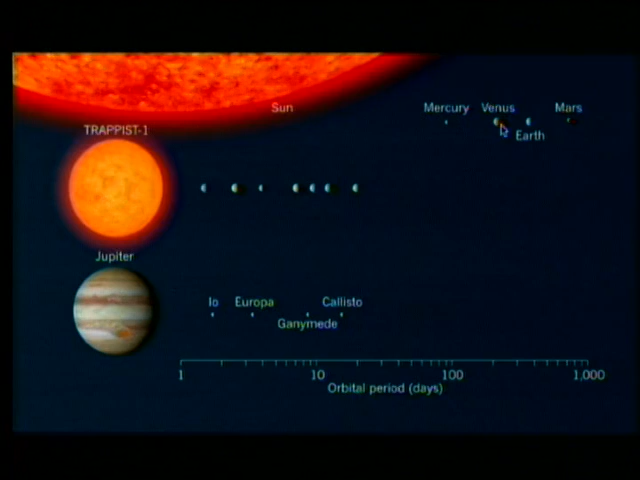 Sun
Mercury Venus Mars
Earth
TRAPPIST-1
Jupiter
Io Europa Callisto
Ganymede
1 10 100 1,000
Orbital period (days)